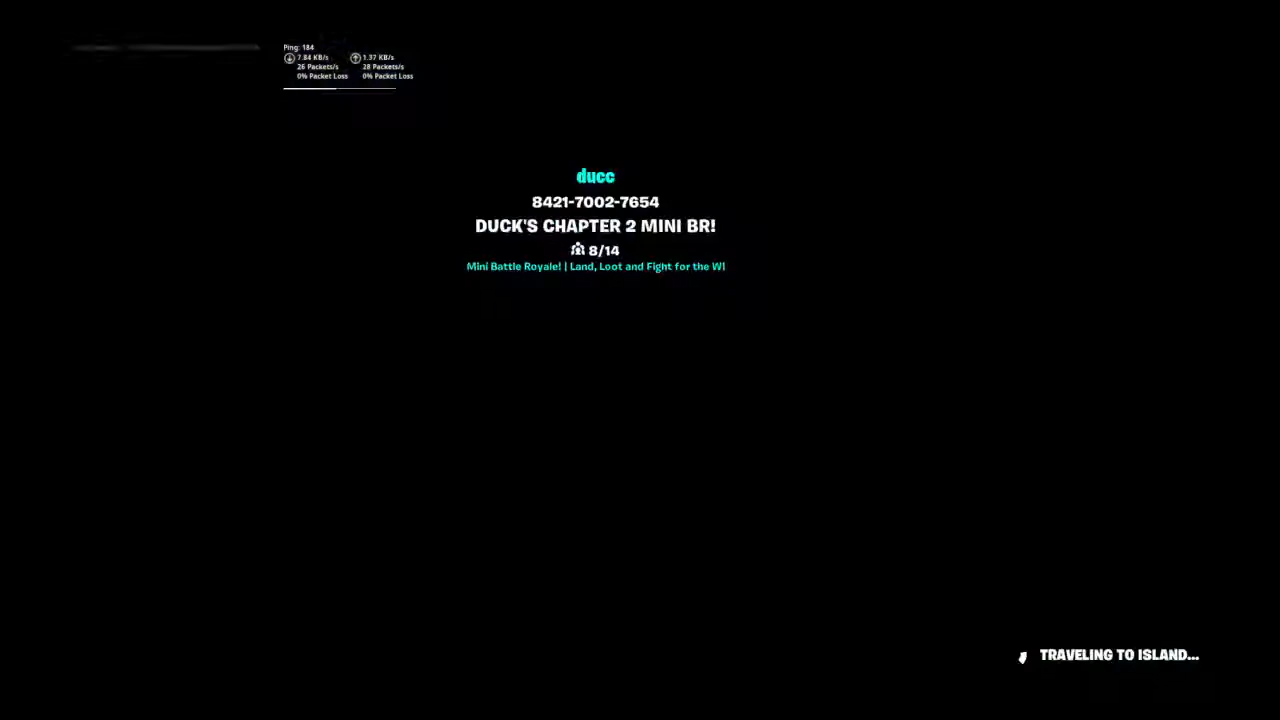 Ping: 184
7.84 KB/s 1.37 KB/s
26 Packets/s 28 Packets/s
0% Packet Loss 0% Packet Loss
ducc
8421-7002-7654
DUCK'S CHAPTER 2 MINI BR!
8/14
Mini Battle Royale! | Land, Loot and Fight for the WI
TRAVELING TO ISLAND...